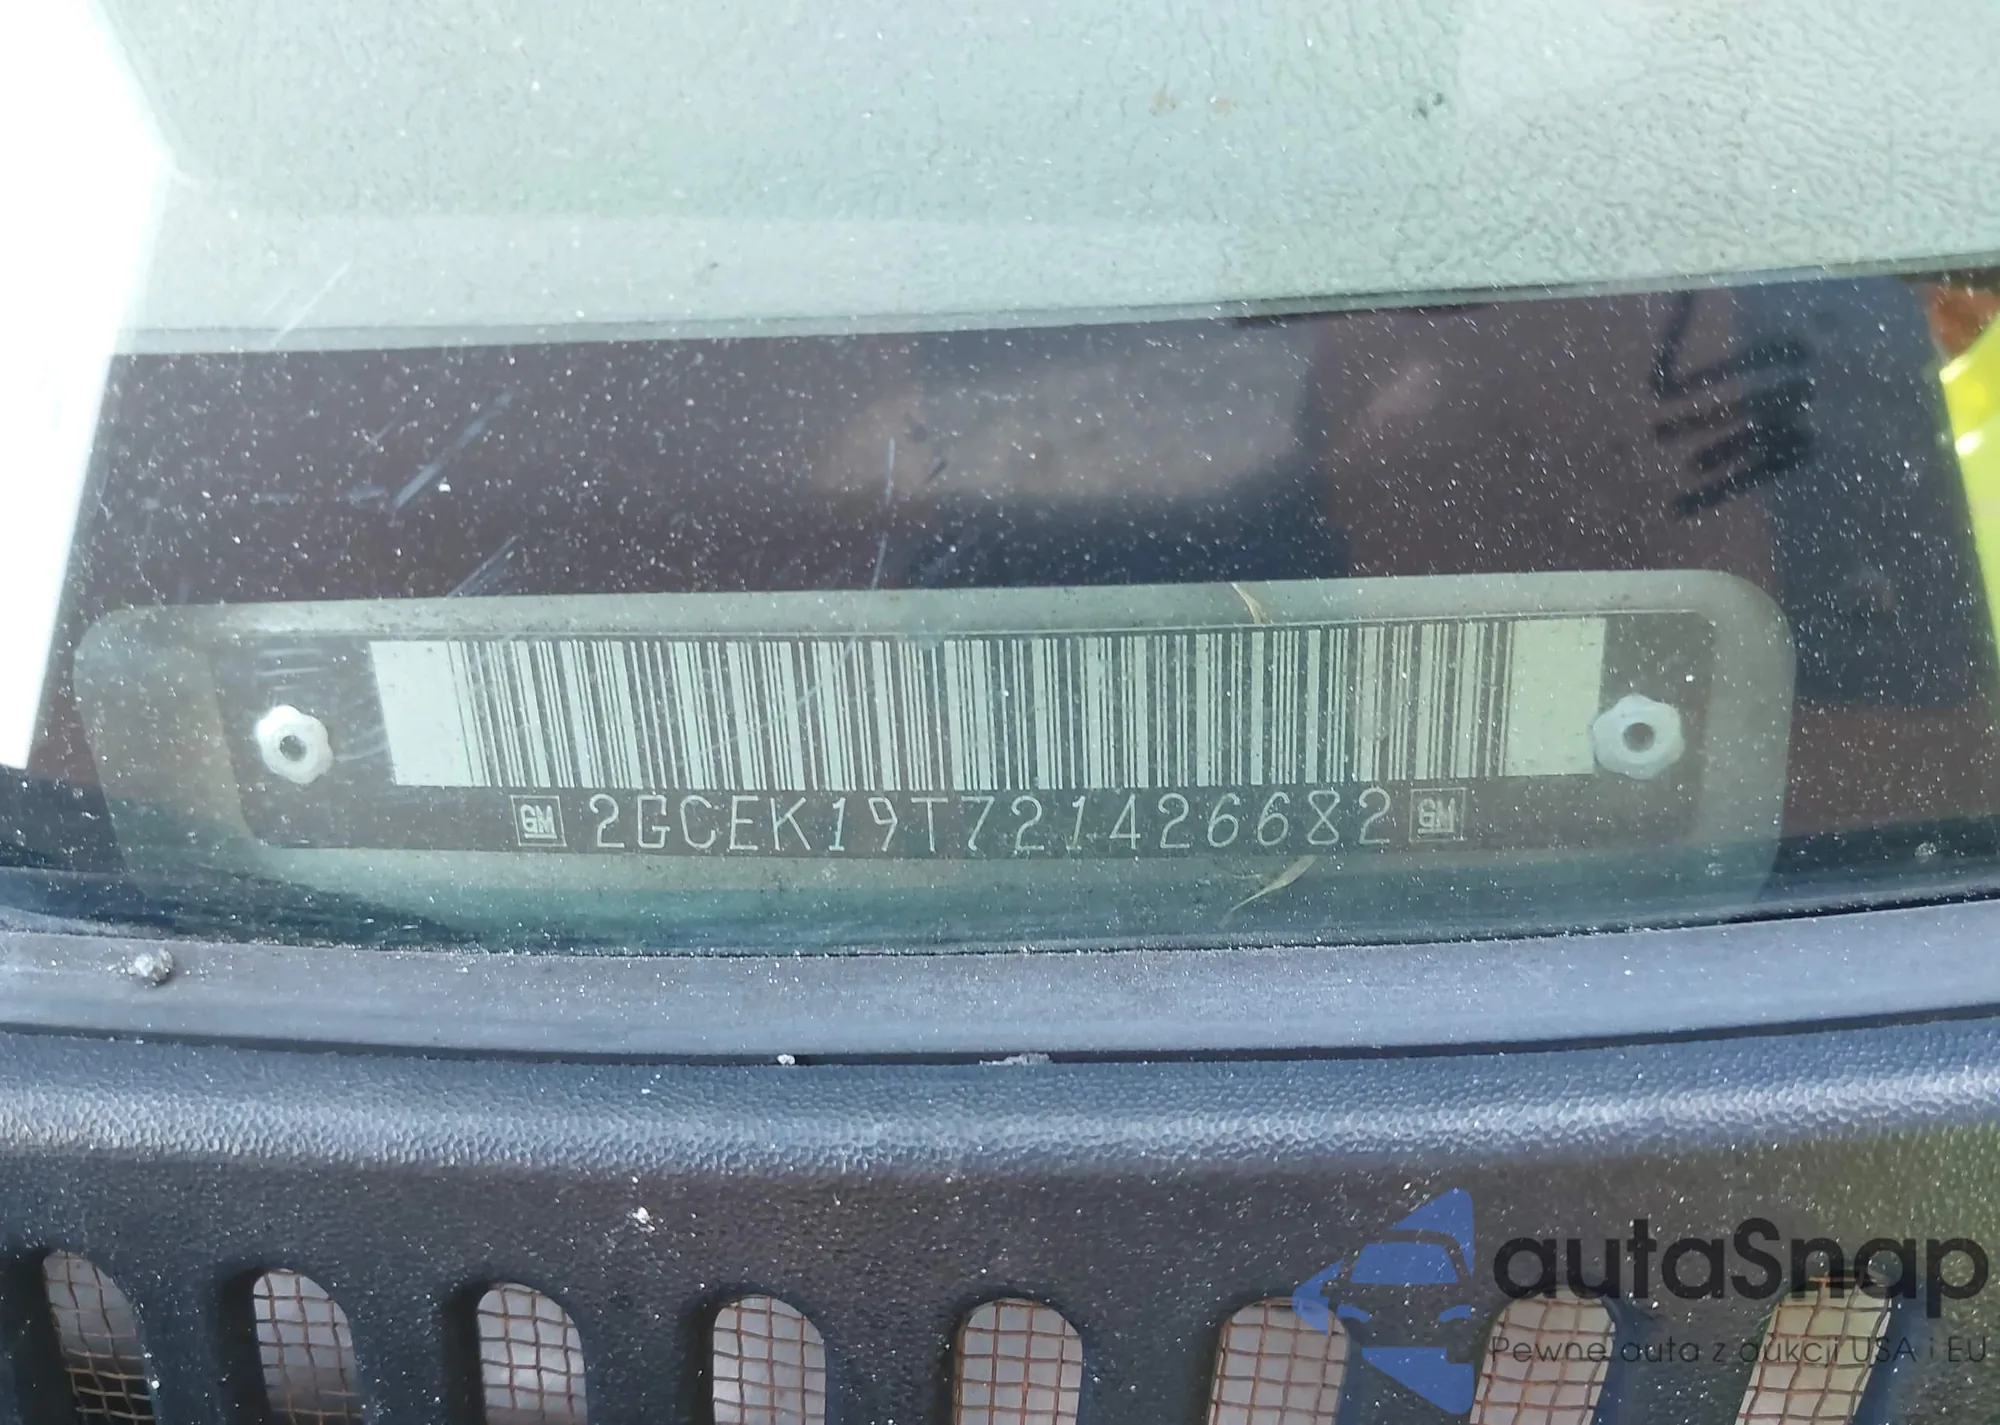 GM 2GCEK19T721426682 GM
autaSnap
Pewne auta z aukcji USA i EU